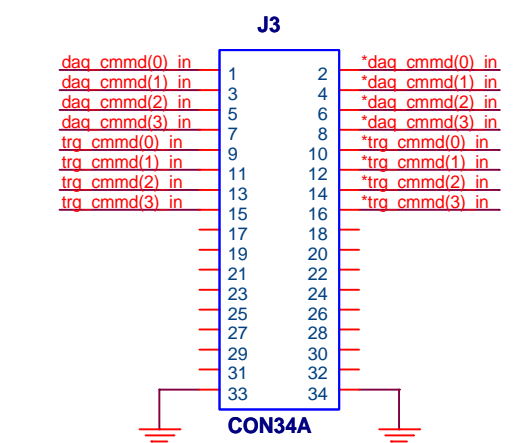 J3
daq_cmmd(0)_in 1 2 *daq_cmmd(0)_in
daq_cmmd(1)_in 3 4 *daq_cmmd(1)_in
daq_cmmd(2)_in 5 6 *daq_cmmd(2)_in
daq_cmmd(3)_in 7 8 *daq_cmmd(3)_in
trg_cmmd(0)_in 9 10 *trg_cmmd(0)_in
trg_cmmd(1)_in 11 12 *trg_cmmd(1)_in
trg_cmmd(2)_in 13 14 *trg_cmmd(2)_in
trg_cmmd(3)_in 15 16 *trg_cmmd(3)_in
17 18
19 20
21 22
23 24
25 26
27 28
29 30
31 32
33 34
CON34A